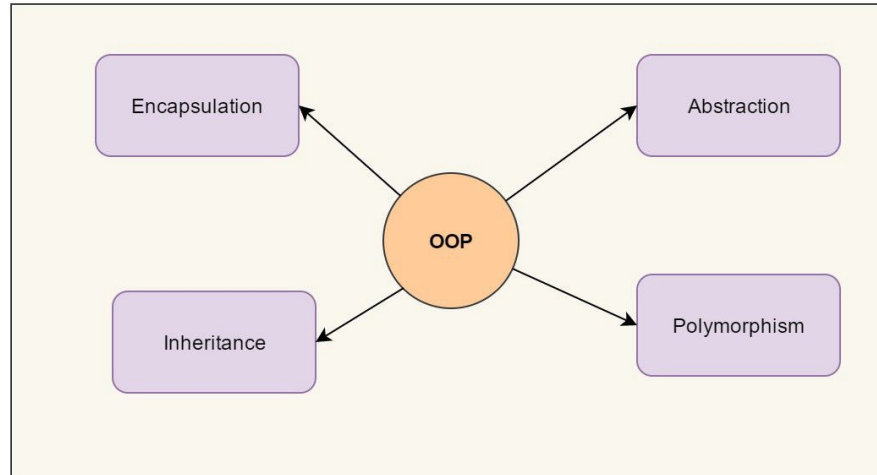 Encapsulation
Abstraction
OOP
Inheritance
Polymorphism